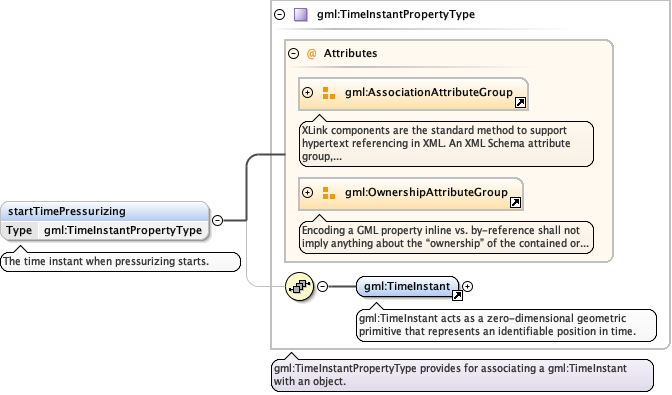 gml:TimeInstantPropertyType
@ Attributes
gml:AssociationAttributeGroup
XLink components are the standard method to support
hypertext referencing in XML. An XML Schema attribute
group,...
gml:OwnershipAttributeGroup
Encoding a GML property inline vs. by-reference shall not
imply anything about the “ownership” of the contained or...
startTimePressurizing
Type gml:TimeInstantPropertyType
The time instant when pressurizing starts.
gml:TimeInstant
gml:TimeInstant acts as a zero-dimensional geometric
primitive that represents an identifiable position in time.
gml:TimeInstantPropertyType provides for associating a gml:TimeInstant
with an object.